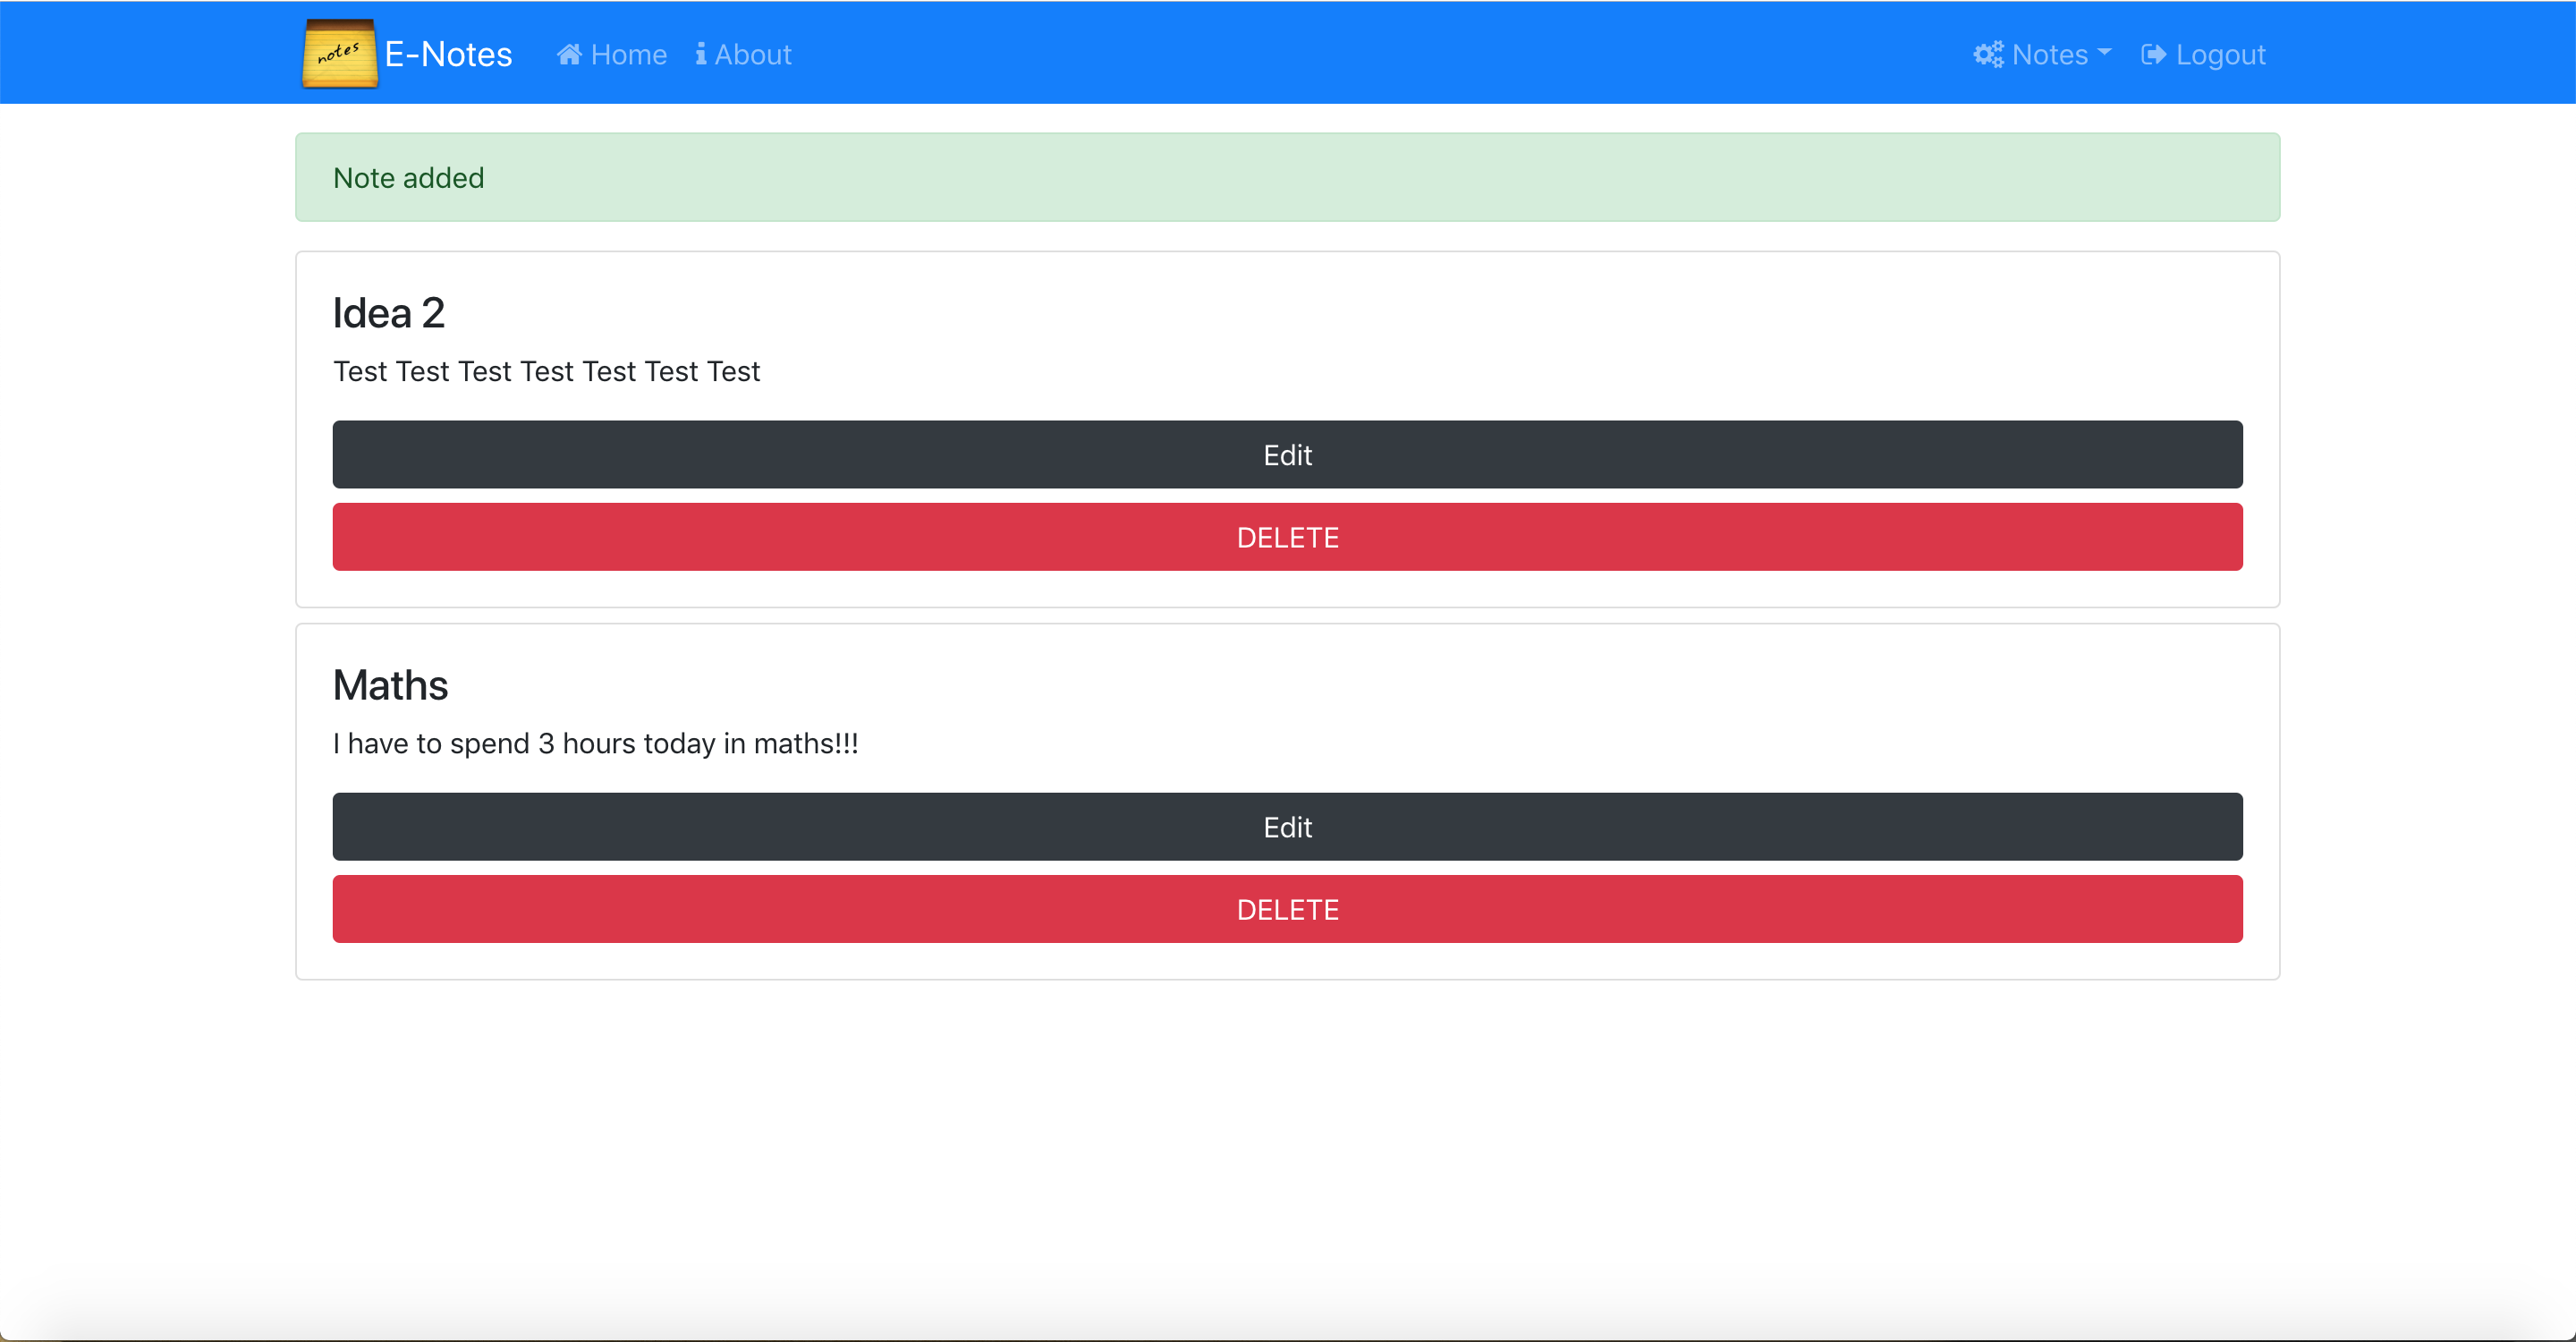 notes
E-Notes Home About Notes Logout
Note added
Idea 2
Test Test Test Test Test Test Test
Edit
DELETE
Maths
I have to spend 3 hours today in maths!!!
Edit
DELETE